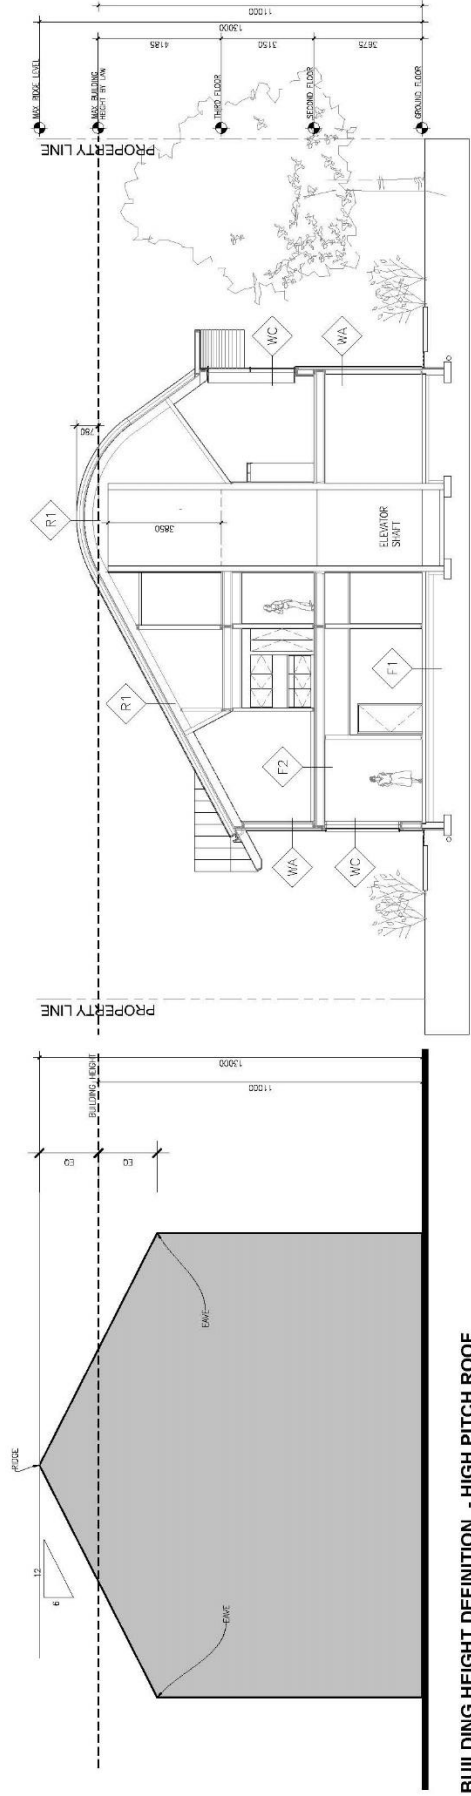 RIDGE
12
6
EAVE
EAVE
EQ
EQ
BUILDING HEIGHT
13000
11000
BUILDING HEIGHT DEFINITION - HIGH PITCH ROOF
PROPERTY LINE
R1
R1
780
3850
ELEVATOR
SHAFT
F2
F1
WA
WC
WC
WA
PROPERTY LINE
MAX RIDGE LEVEL
MAX BUILDING
HEIGHT BY LAW
THIRD FLOOR
SECOND FLOOR
GROUND FLOOR
4185
3150
3675
13000
11000